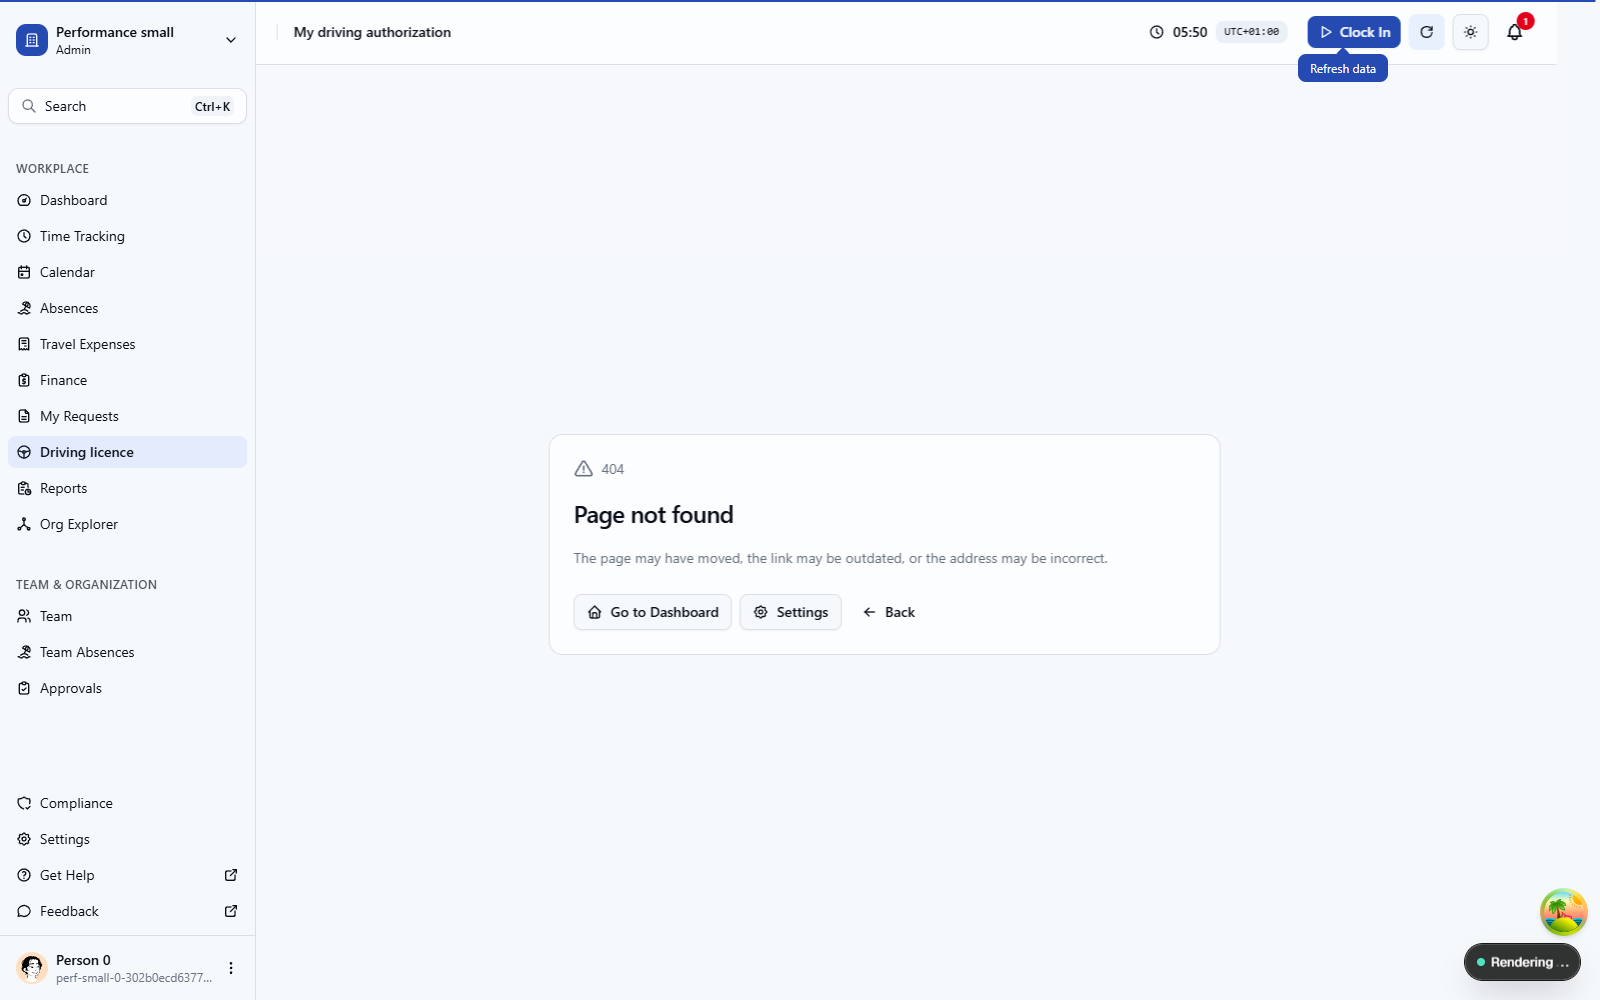 Performance small
Admin
Search
Ctrl+K
WORKPLACE
Dashboard
Time Tracking
Calendar
Absences
Travel Expenses
Finance
My Requests
Driving licence
Reports
Org Explorer
TEAM & ORGANIZATION
Team
Team Absences
Approvals
Compliance
Settings
Get Help
Feedback
Person 0
perf-small-0-302b0ecd6377...
My driving authorization
05:50
UTC+01:00
Clock In
1
Refresh data
404
Page not found
The page may have moved, the link may be outdated, or the address may be incorrect.
Go to Dashboard
Settings
Back
Rendering ...